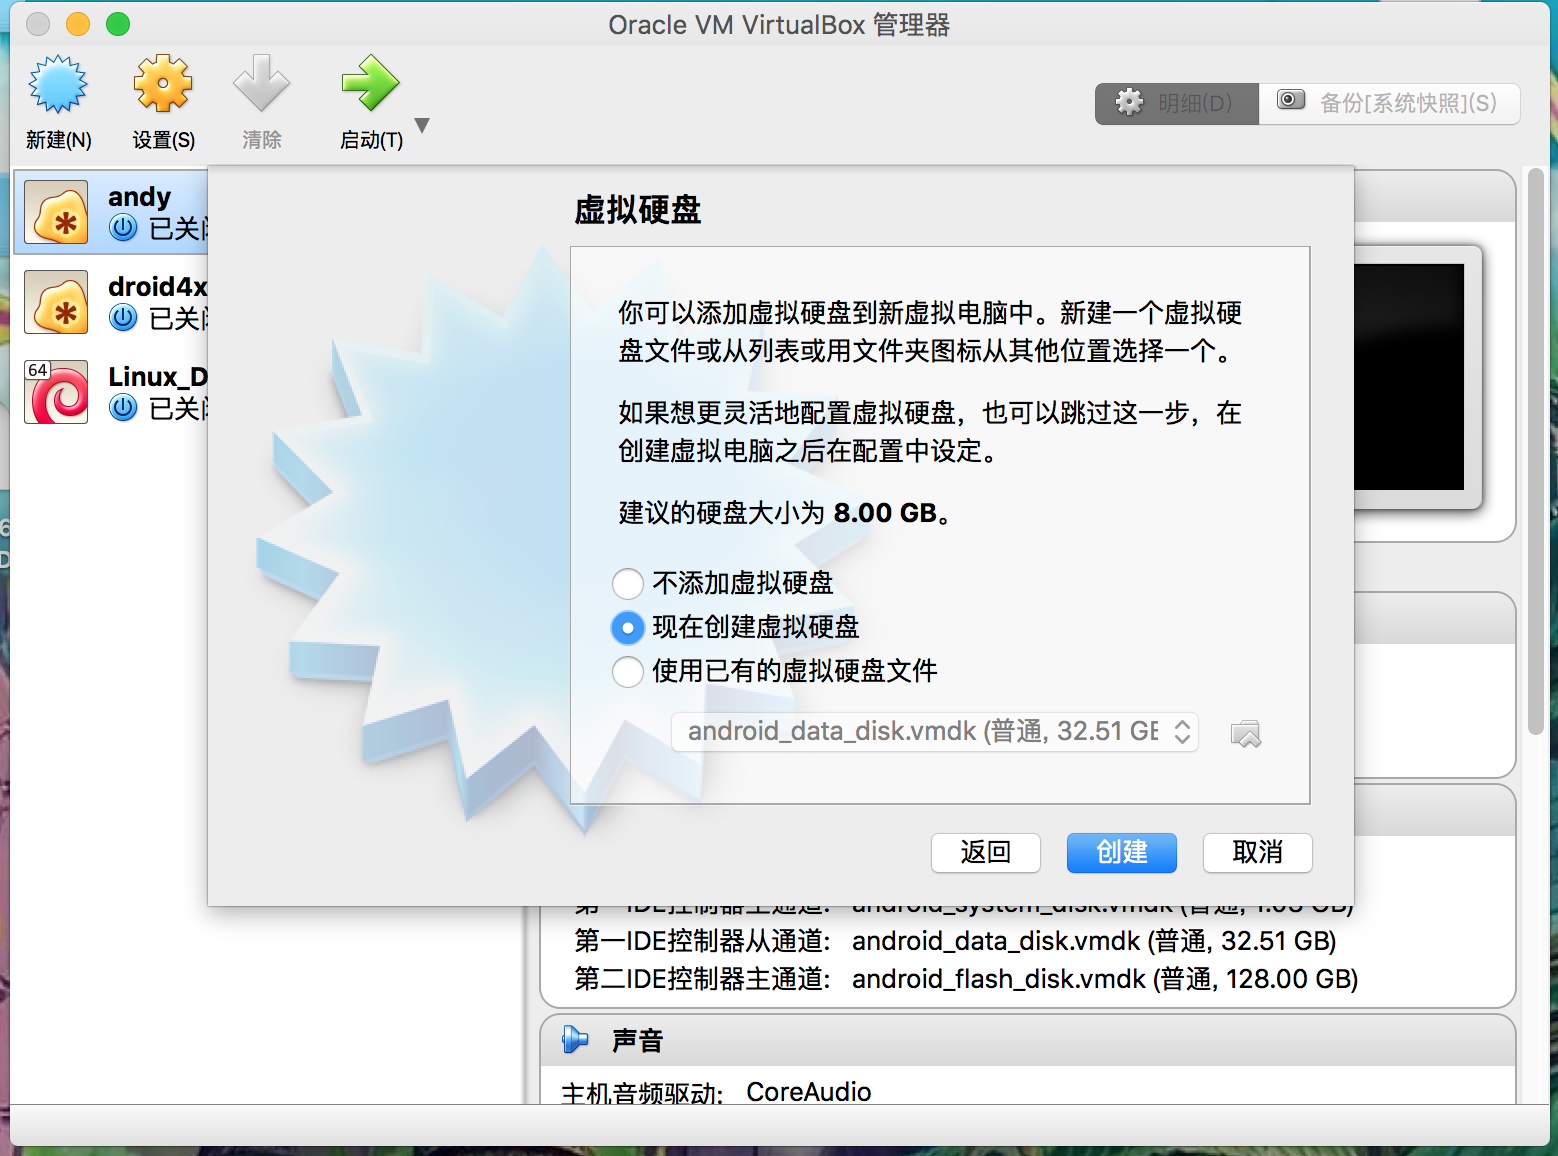 Oracle VM VirtualBox 管理器
新建(N)
设置(S)
清除
启动(T)
明细(D)
备份[系统快照](S)
andy
已关
droid4x
已关
64
Linux_D
已关
虚拟硬盘
你可以添加虚拟硬盘到新虚拟电脑中。新建一个虚拟硬
盘文件或从列表或用文件夹图标从其他位置选择一个。
如果想更灵活地配置虚拟硬盘，也可以跳过这一步，在
创建虚拟电脑之后在配置中设定。
建议的硬盘大小为 8.00 GB。
不添加虚拟硬盘
现在创建虚拟硬盘
使用已有的虚拟硬盘文件
android_data_disk.vmdk (普通, 32.51 GE
返回
创建
取消
第一IDE控制器主通道: android_system_disk.vmdk (普通, 1.03 GB)
第一IDE控制器从通道: android_data_disk.vmdk (普通, 32.51 GB)
第二IDE控制器主通道: android_flash_disk.vmdk (普通, 128.00 GB)
声音
主机音频驱动: CoreAudio